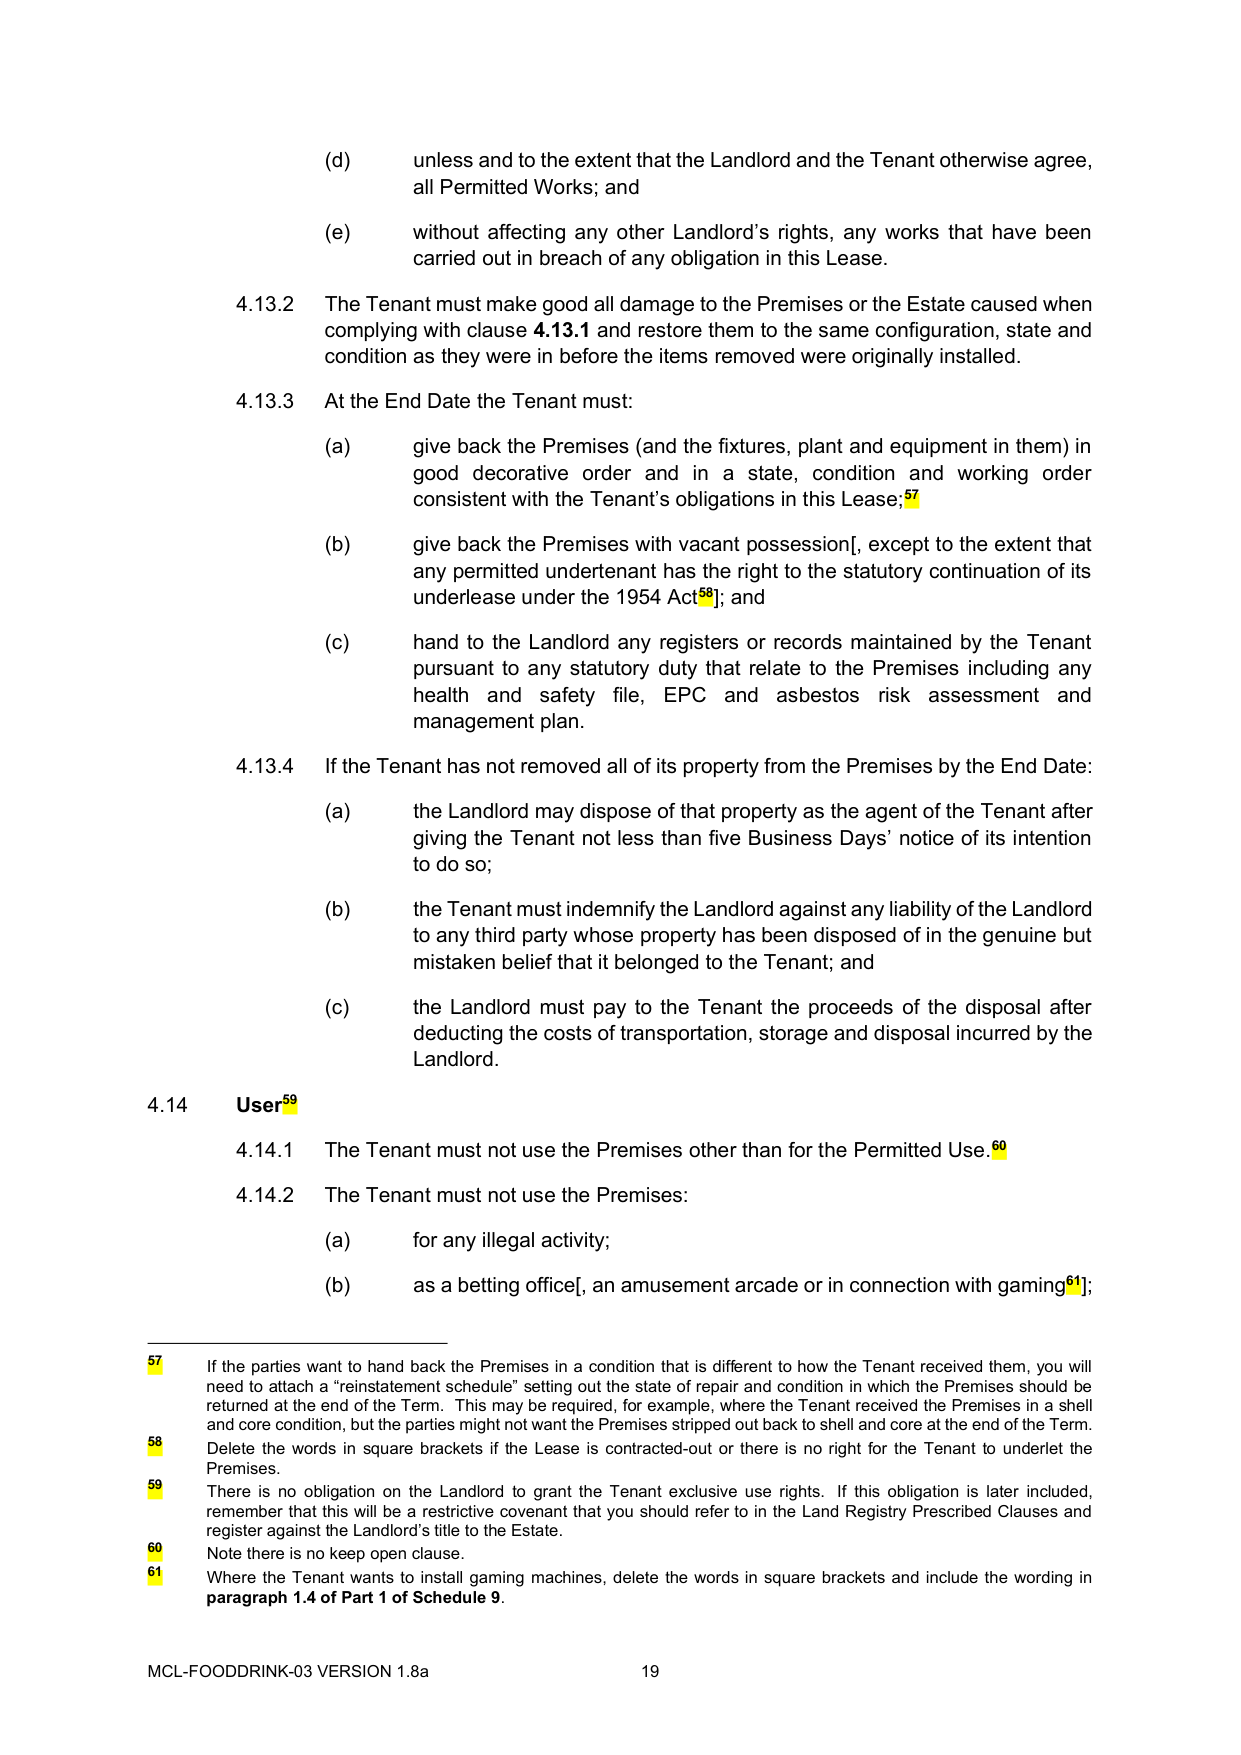 (d) unless and to the extent that the Landlord and the Tenant otherwise agree,
all Permitted Works; and
(e) without affecting any other Landlord’s rights, any works that have been
carried out in breach of any obligation in this Lease.
4.13.2 The Tenant must make good all damage to the Premises or the Estate caused when
complying with clause 4.13.1 and restore them to the same configuration, state and
condition as they were in before the items removed were originally installed.
4.13.3 At the End Date the Tenant must:
(a) give back the Premises (and the fixtures, plant and equipment in them) in
good decorative order and in a state, condition and working order
consistent with the Tenant’s obligations in this Lease;57
(b) give back the Premises with vacant possession[, except to the extent that
any permitted undertenant has the right to the statutory continuation of its
underlease under the 1954 Act58]; and
(c) hand to the Landlord any registers or records maintained by the Tenant
pursuant to any statutory duty that relate to the Premises including any
health and safety file, EPC and asbestos risk assessment and
management plan.
4.13.4 If the Tenant has not removed all of its property from the Premises by the End Date:
(a) the Landlord may dispose of that property as the agent of the Tenant after
giving the Tenant not less than five Business Days’ notice of its intention
to do so;
(b) the Tenant must indemnify the Landlord against any liability of the Landlord
to any third party whose property has been disposed of in the genuine but
mistaken belief that it belonged to the Tenant; and
(c) the Landlord must pay to the Tenant the proceeds of the disposal after
deducting the costs of transportation, storage and disposal incurred by the
Landlord.
4.14 User59
4.14.1 The Tenant must not use the Premises other than for the Permitted Use.60
4.14.2 The Tenant must not use the Premises:
(a) for any illegal activity;
(b) as a betting office[, an amusement arcade or in connection with gaming61];
57 If the parties want to hand back the Premises in a condition that is different to how the Tenant received them, you will
need to attach a “reinstatement schedule” setting out the state of repair and condition in which the Premises should be
returned at the end of the Term. This may be required, for example, where the Tenant received the Premises in a shell
and core condition, but the parties might not want the Premises stripped out back to shell and core at the end of the Term.
58 Delete the words in square brackets if the Lease is contracted-out or there is no right for the Tenant to underlet the
Premises.
59 There is no obligation on the Landlord to grant the Tenant exclusive use rights. If this obligation is later included,
remember that this will be a restrictive covenant that you should refer to in the Land Registry Prescribed Clauses and
register against the Landlord’s title to the Estate.
60 Note there is no keep open clause.
61 Where the Tenant wants to install gaming machines, delete the words in square brackets and include the wording in
paragraph 1.4 of Part 1 of Schedule 9.
MCL-FOODDRINK-03 VERSION 1.8a 19